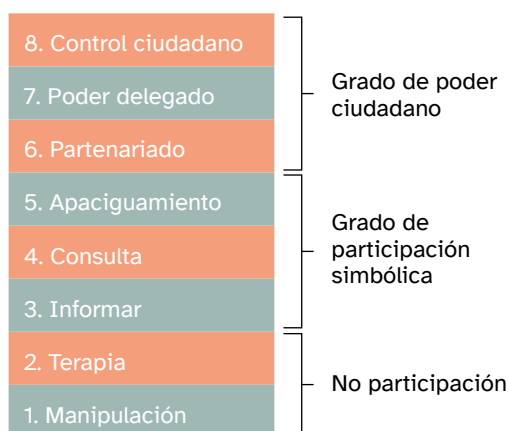 8. Control ciudadano
7. Poder delegado
6. Partenariado
Grado de poder
ciudadano
5. Apaciguamiento
4. Consulta
3. Informar
Grado de
participación
simbólica
2. Terapia
1. Manipulación
No participación